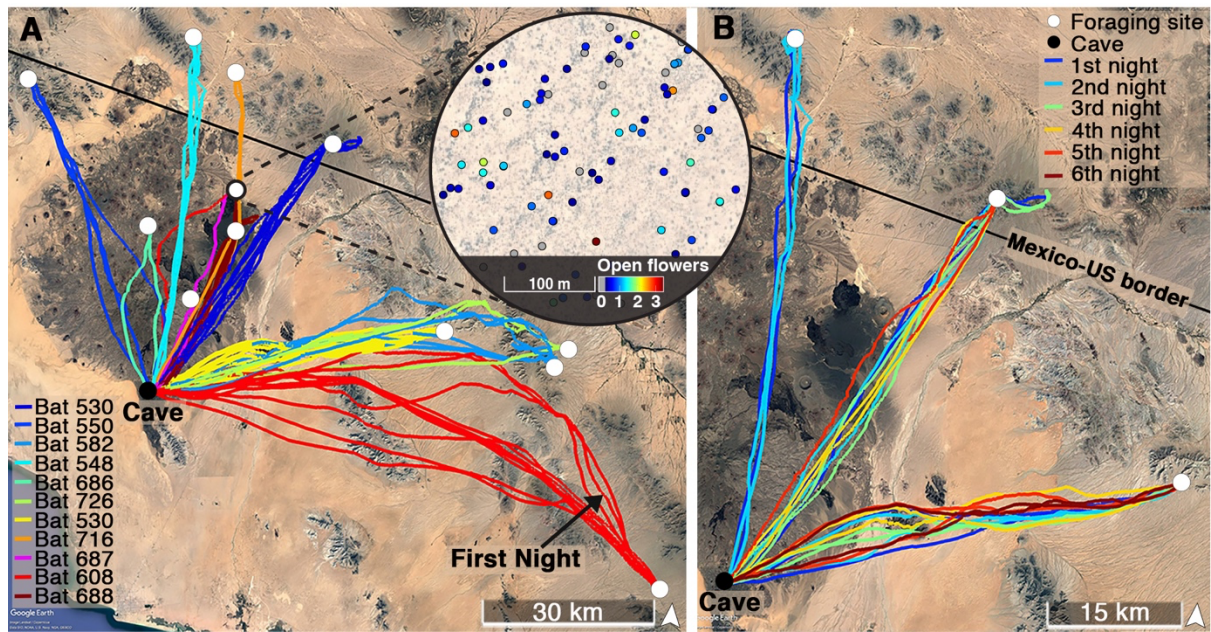 A
Open flowers
100 m
0 1 2 3
Cave
Bat 530
Bat 550
Bat 582
Bat 548
Bat 686
Bat 726
Bat 530
Bat 716
Bat 687
Bat 608
Bat 688
First Night
30 km
Google Earth
B
Foraging site
Cave
1st night
2nd night
3rd night
4th night
5th night
6th night
Mexico-US border
Cave
15 km